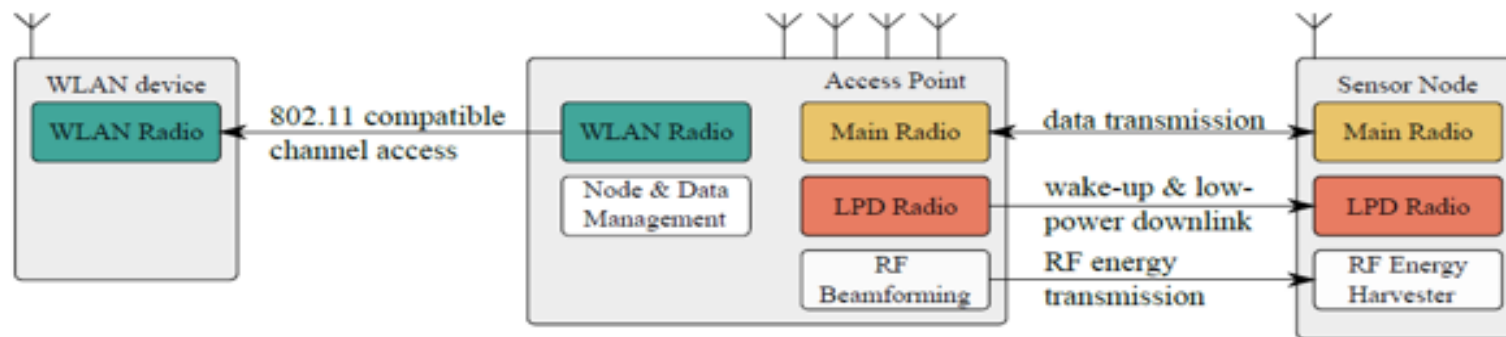 WLAN device
WLAN Radio
802.11 compatible
channel access
Access Point
WLAN Radio
Node & Data
Management
Main Radio
LPD Radio
RF
Beamforming
data transmission
wake-up & low-
power downlink
RF energy
transmission
Sensor Node
Main Radio
LPD Radio
RF Energy
Harvester